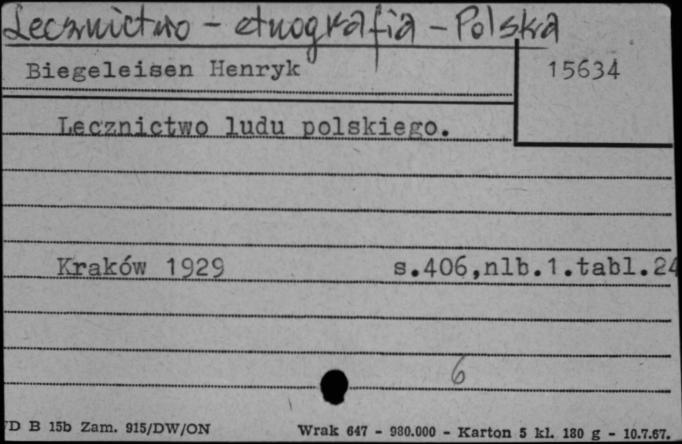 Lecznictwo - etnografia - Polska
Biegeleisen Henryk
15634
Lecznictwo ludu polskiego.
Kraków 1929 s.406,nlb.1.tabl.24
6
D B 15b Zam. 915/DW/ON Wrak 647 - 980.000 - Karton 5 kl. 180 g - 10.7.67.